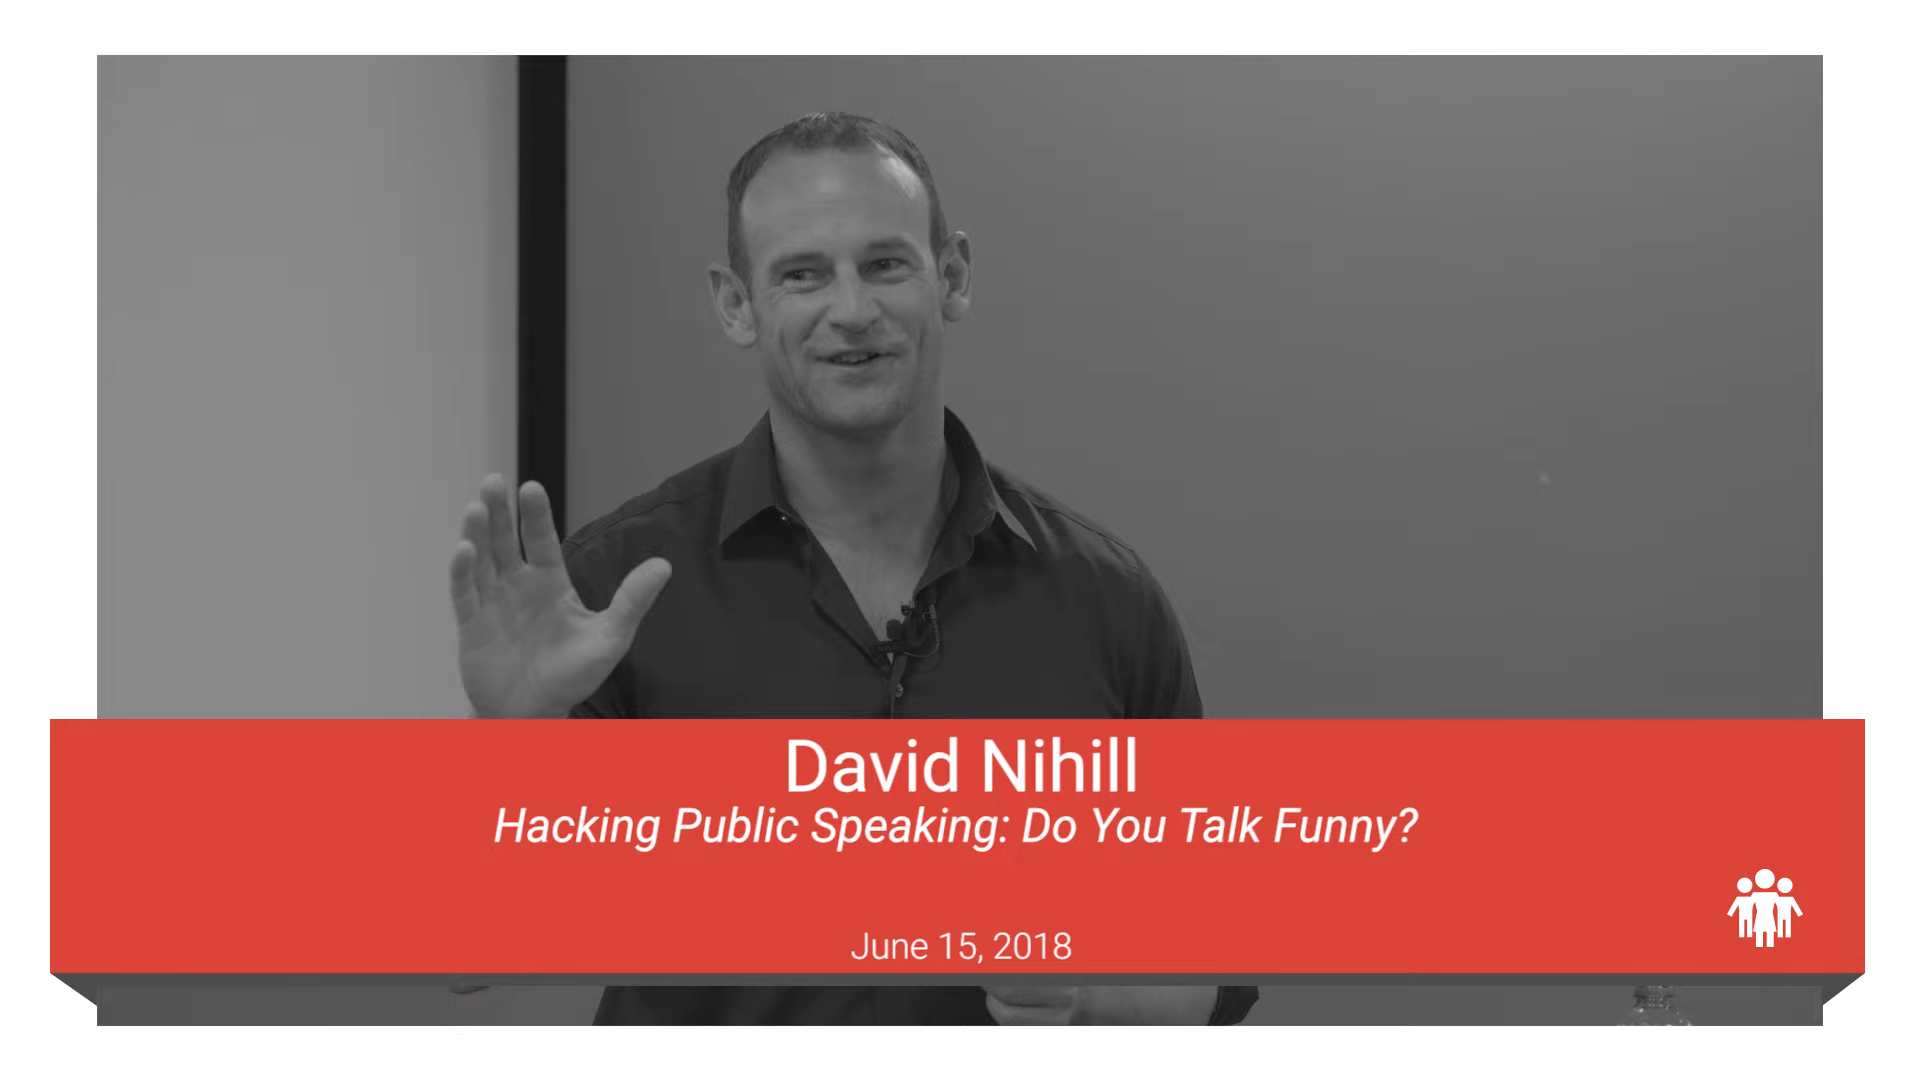 David Nihill
Hacking Public Speaking: Do You Talk Funny?
June 15, 2018